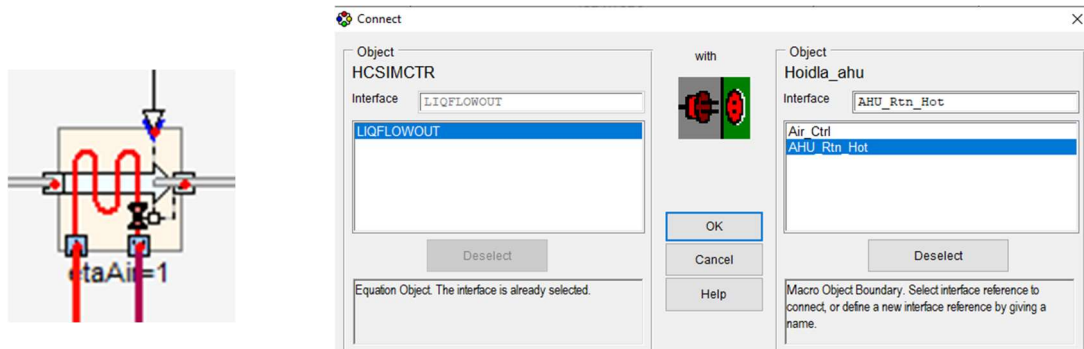 etaAir=1
Connect
Object
HCSIMCTR
Interface
LIQFLOWOUT
LIQFLOWOUT
Deselect
Equation Object. The interface is already selected.
with
OK
Cancel
Help
Object
Hoidla_ahu
Interface
AHU_Rtn_Hot
Air_Ctrl
AHU_Rtn_Hot
Deselect
Macro Object Boundary. Select interface reference to
connect, or define a new interface reference by giving a
name.